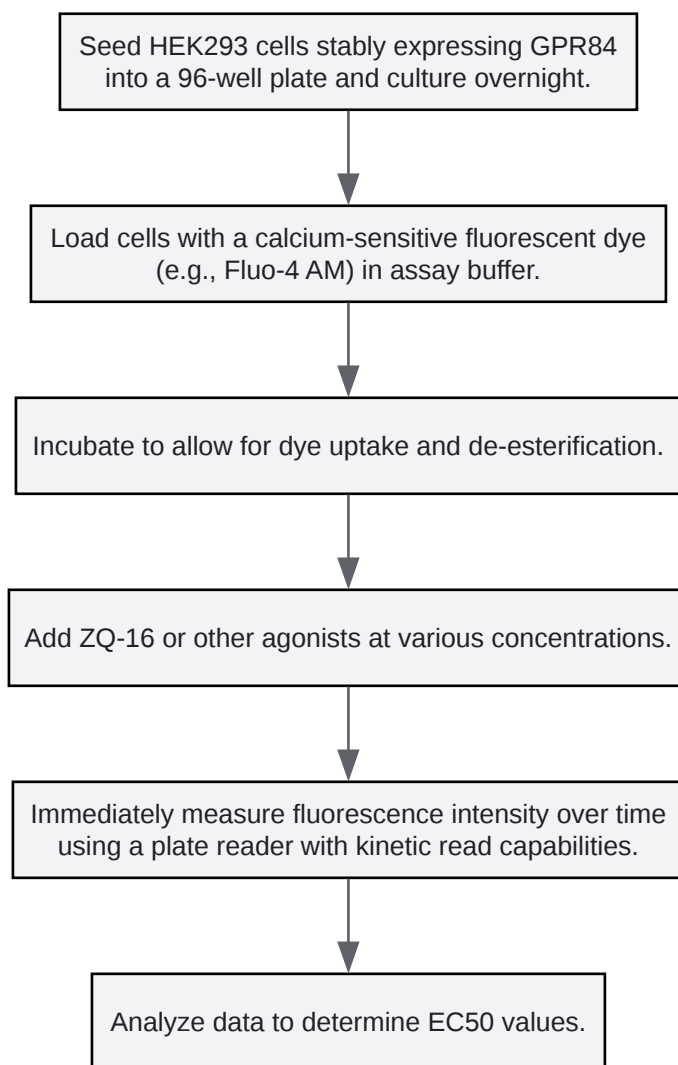 Seed HEK293 cells stably expressing GPR84
into a 96-well plate and culture overnight.
Load cells with a calcium-sensitive fluorescent dye
(e.g., Fluo-4 AM) in assay buffer.
Incubate to allow for dye uptake and de-esterification.
Add ZQ-16 or other agonists at various concentrations.
Immediately measure fluorescence intensity over time
using a plate reader with kinetic read capabilities.
Analyze data to determine EC50 values.